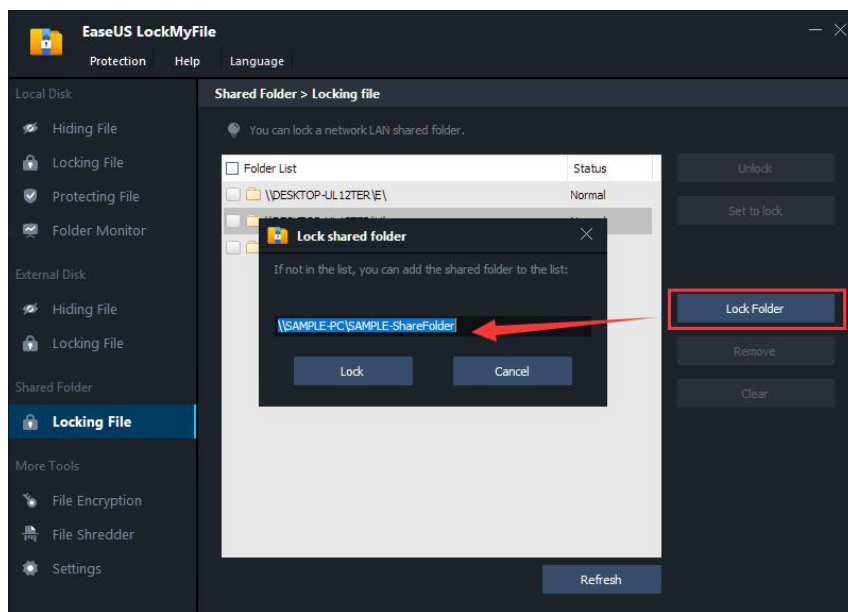 EaseUS LockMyFile
Protection Help Language
Local Disk
Hiding File
Locking File
Protecting File
Folder Monitor
External Disk
Hiding File
Locking File
Shared Folder
Locking File
More Tools
File Encryption
File Shredder
Settings
Shared Folder > Locking file
You can lock a network LAN shared folder.
Folder List Status
\\DESKTOP-UL12TER\E\ Normal
Lock shared folder
If not in the list, you can add the shared folder to the list:
\\SAMPLE-PC\SAMPLE-ShareFolder
Lock Cancel
Refresh
Unlock
Set to lock
Lock Folder
Remove
Clear